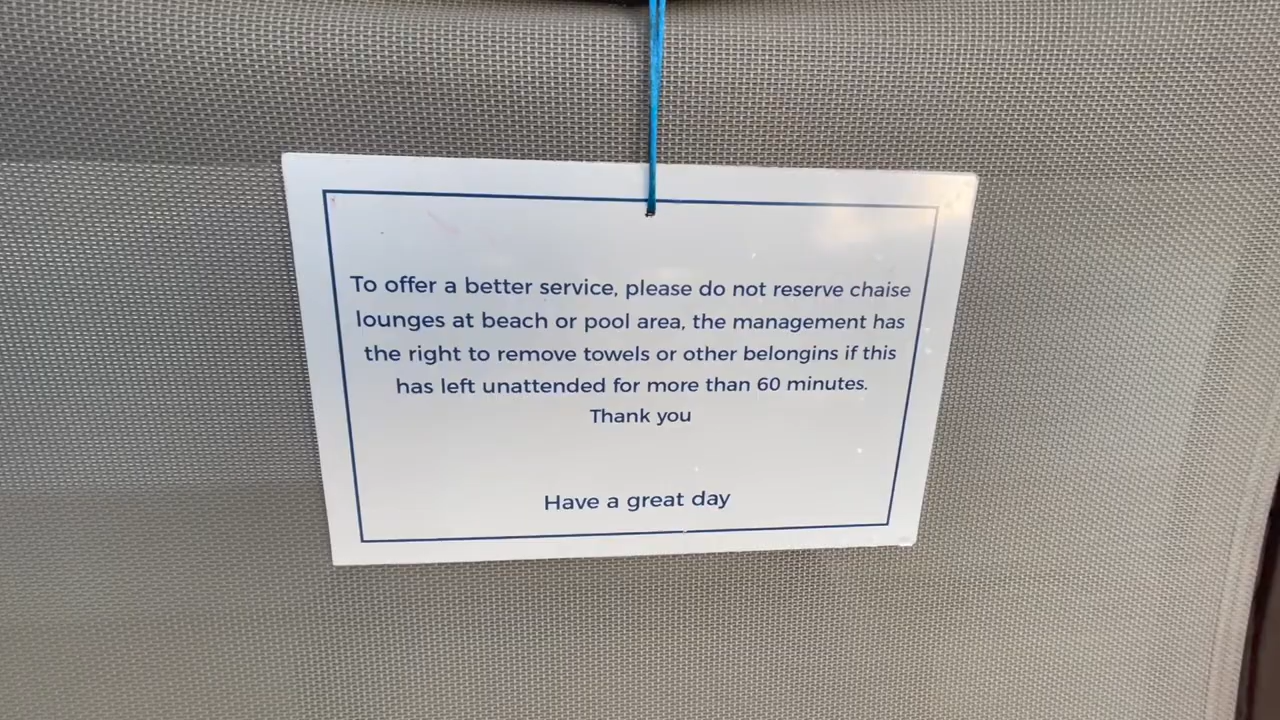 To offer a better service, please do not reserve chaise
lounges at beach or pool area, the management has
the right to remove towels or other belongins if this
has left unattended for more than 60 minutes.
Thank you
Have a great day